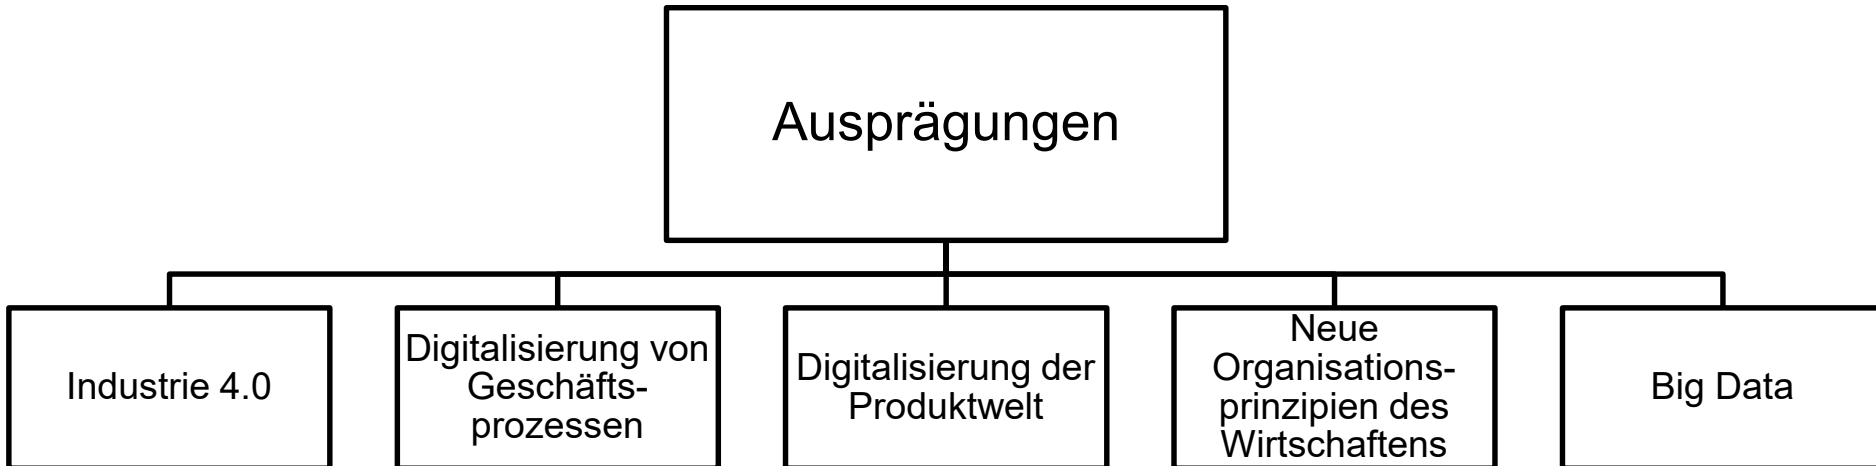 Ausprägungen
Industrie 4.0
Digitalisierung von
Geschäfts-
prozessen
Digitalisierung der
Produktwelt
Neue
Organisations-
prinzipien des
Wirtschaftens
Big Data